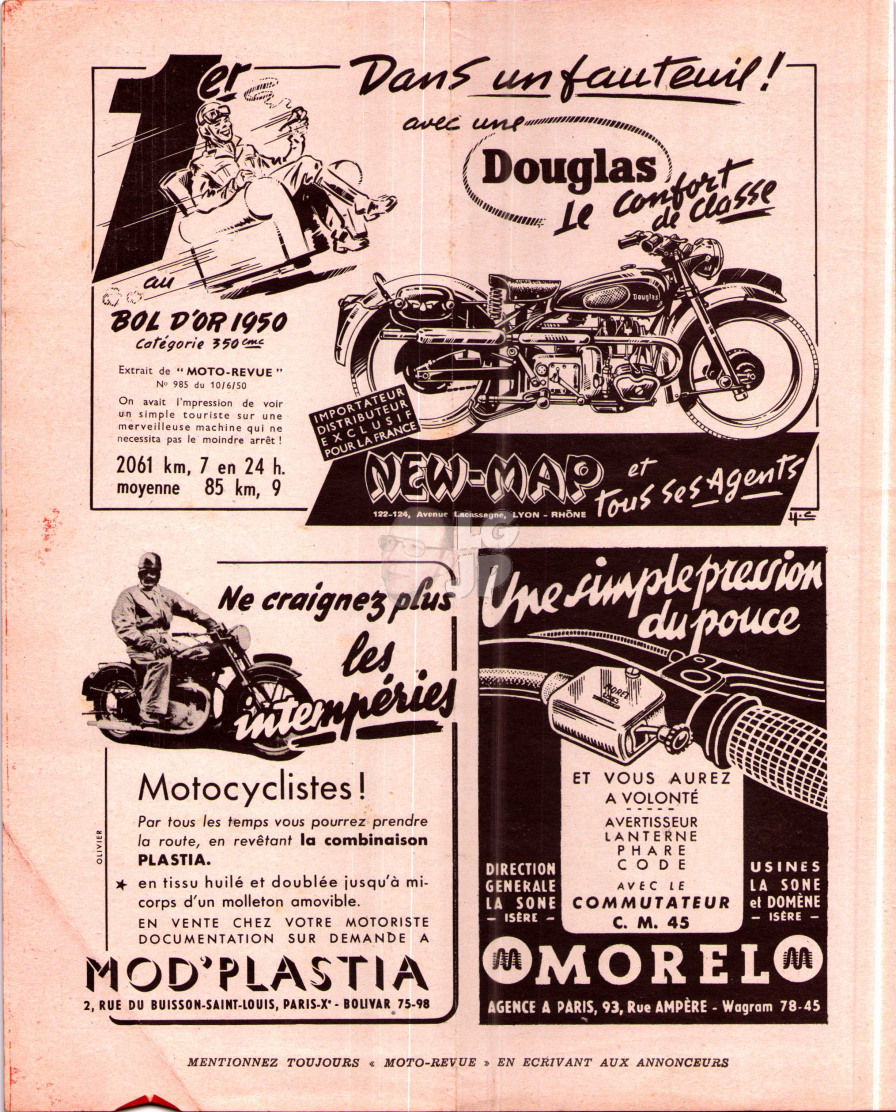 1er
Dans un fauteuil !
avec une
Douglas
Le confort
de classe
au
BOL D'OR 1950
Catégorie 350 cmc
Extrait de “ MOTO-REVUE ”
No 985 du 10/6/50
On avait l'mpression de voir
un simple touriste sur une
merveilleuse machine qui ne
necessita pas le moindre arrêt !
2061 km, 7 en 24 h.
moyenne 85 km, 9
Douglas
IMPORTATEUR
DISTRIBUTEUR
EXCLUSIF
POUR LA FRANCE
NEW-MAP et
tous ses Agents
122-124, Avenue Lacassagne, LYON - RHÔNE
H.C
LG
JP
Ne craignez plus
les
intempéries
Motocyclistes !
Par tous les temps vous pourrez prendre
la route, en revêtant la combinaison
PLASTIA.
★ en tissu huilé et doublée jusqu'à mi-
corps d'un molleton amovible.
EN VENTE CHEZ VOTRE MOTORISTE
DOCUMENTATION SUR DEMANDE A
MOD'PLASTIA
2, RUE DU BUISSON-SAINT-LOUIS, PARIS-Xe - BOLIVAR 75-98
OLIVIER
Une simple pression
du pouce
MOREL
ET VOUS AUREZ
A VOLONTÉ
AVERTISSEUR
LANTERNE
PHARE
CODE
AVEC LE
COMMUTATEUR
C. M. 45
DIRECTION
GENERALE
LA SONE
- ISÈRE -
USINES
LA SONE
et DOMÈNE
- ISÈRE -
M MOREL M
AGENCE A PARIS, 93, Rue AMPÈRE - Wagram 78-45
MENTIONNEZ TOUJOURS « MOTO-REVUE » EN ECRIVANT AUX ANNONCEURS